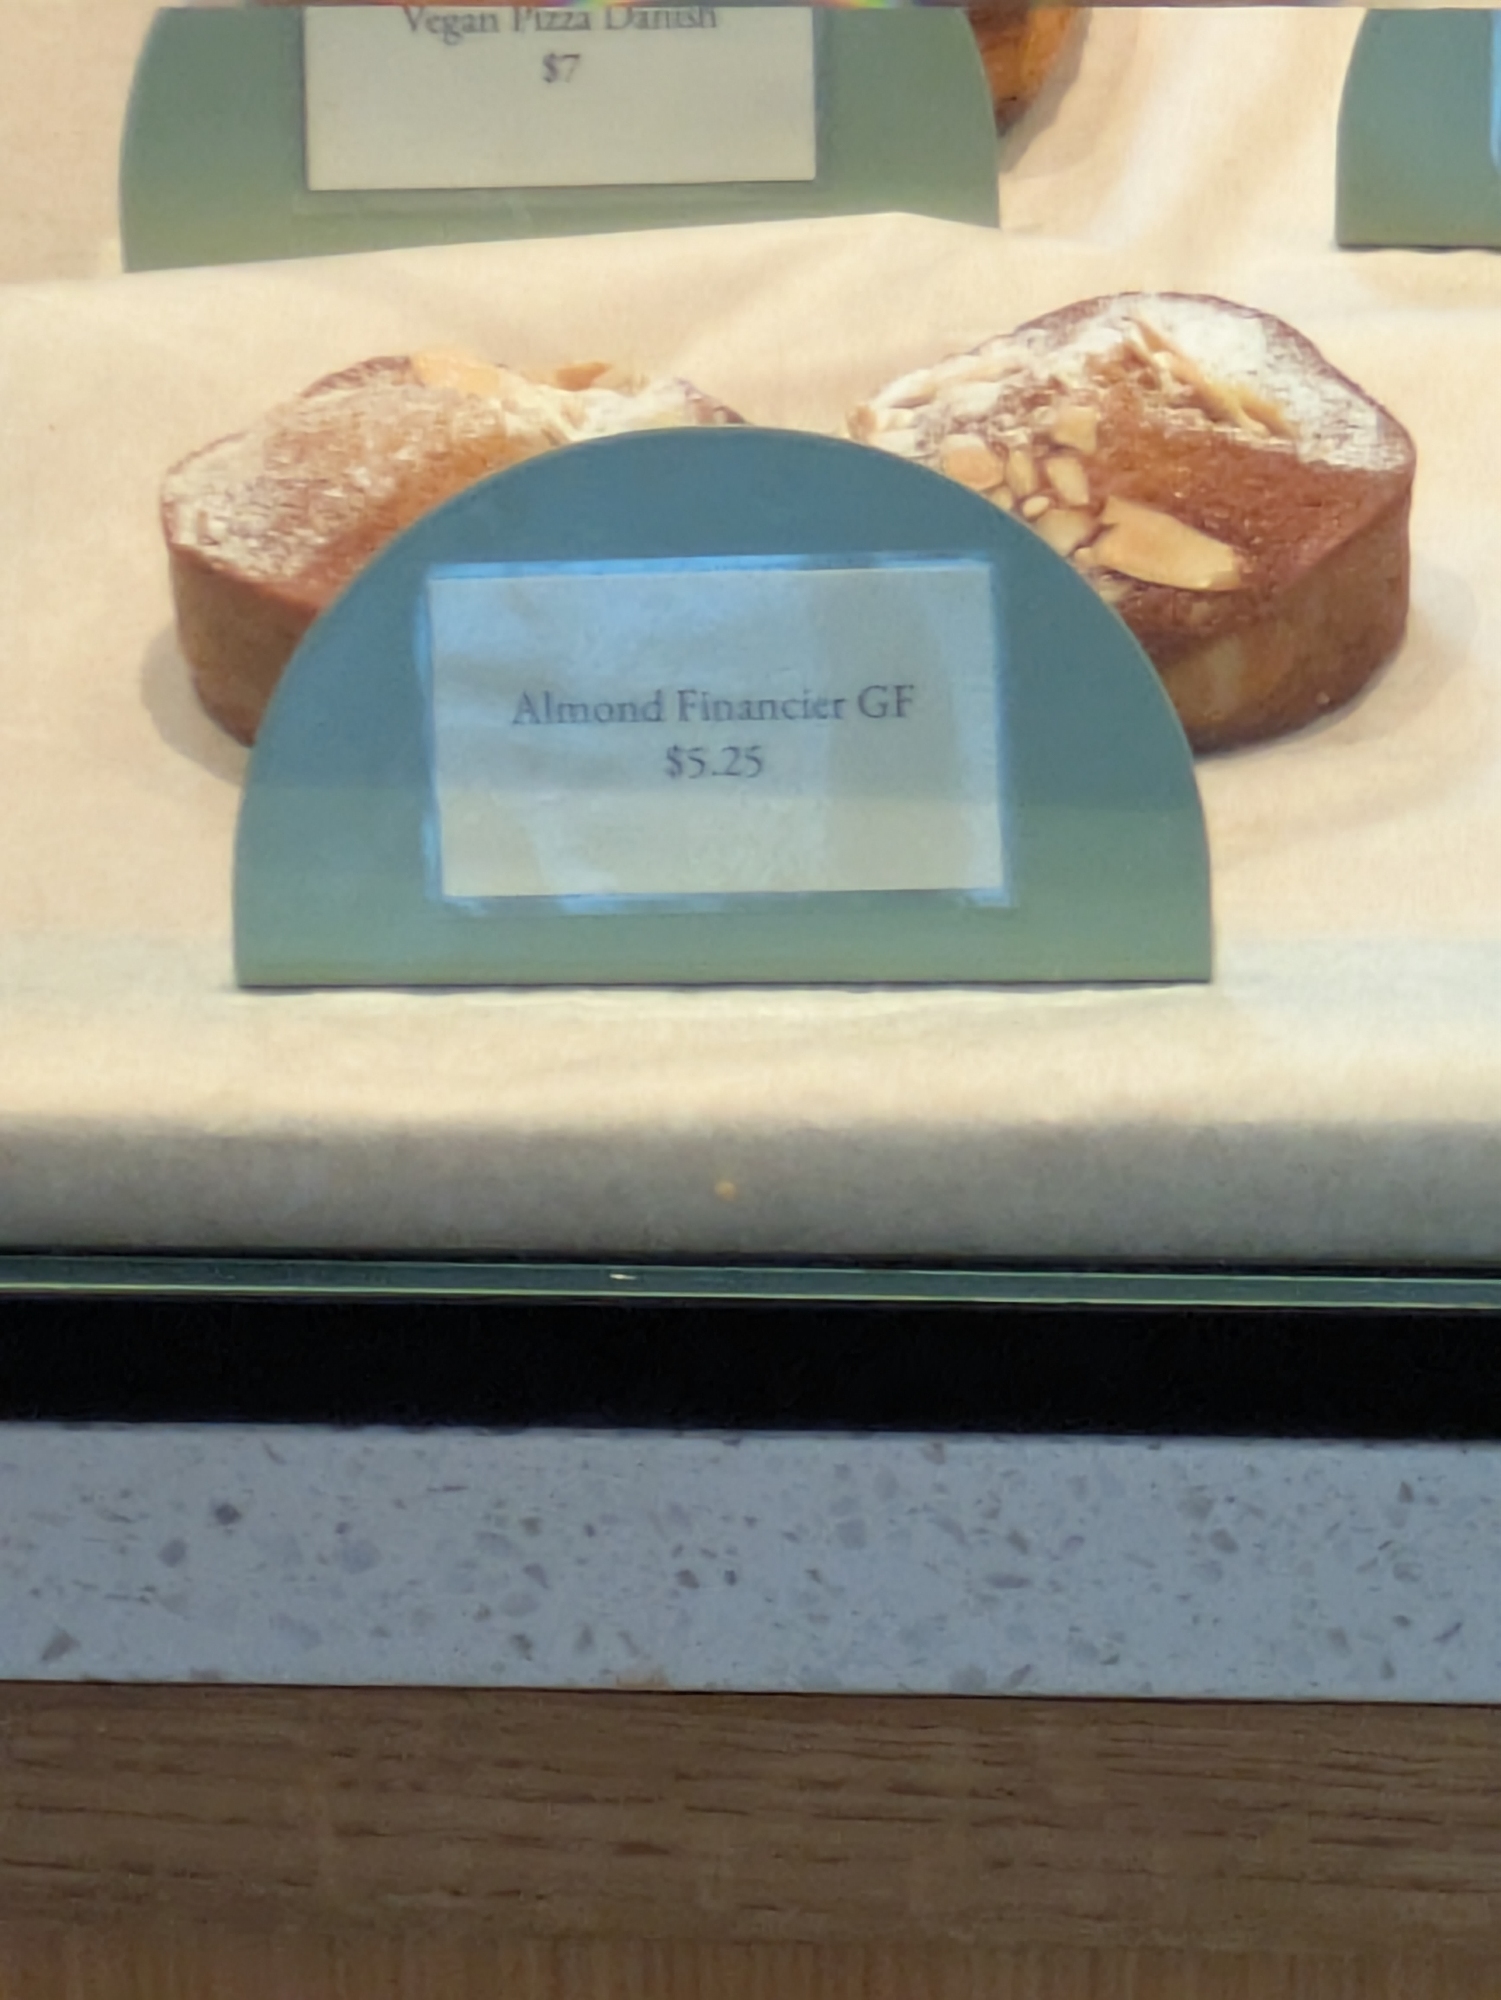 Vegan Pizza Danish
$7
Almond Financier GF
$5.25